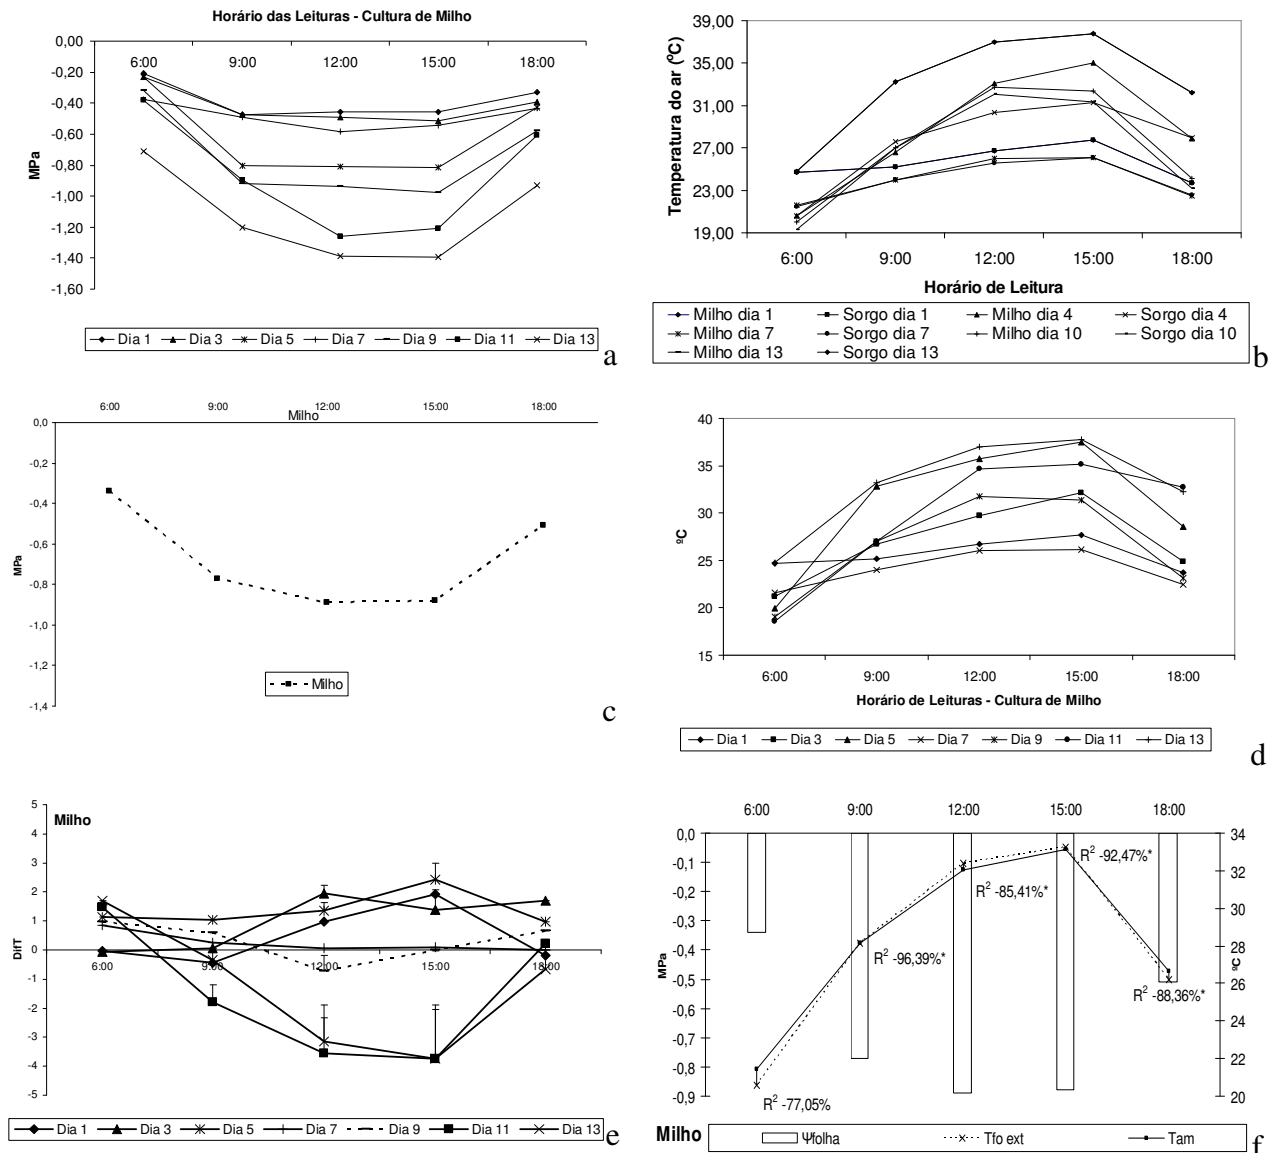 Horário das Leituras - Cultura de Milho
0,00
6:00 9:00 12:00 15:00 18:00
-0,20
-0,40
-0,60
-0,80
-1,00
-1,20
-1,40
-1,60
MPa
Dia 1 Dia 3 Dia 5 Dia 7 Dia 9 Dia 11 Dia 13
a
39,00
35,00
31,00
27,00
23,00
19,00
Temperatura do ar (ºC)
6:00 9:00 12:00 15:00 18:00
Horário de Leitura
Milho dia 1 Sorgo dia 1 Milho dia 4 Sorgo dia 4
Milho dia 7 Sorgo dia 7 Milho dia 10 Sorgo dia 10
Milho dia 13 Sorgo dia 13
b
6:00 9:00 12:00 15:00 18:00
Milho
0,0
-0,2
-0,4
-0,6
-0,8
-1,0
-1,2
-1,4
MPa
Milho
c
40
35
30
25
20
15
ºC
6:00 9:00 12:00 15:00 18:00
Horário de Leituras - Cultura de Milho
Dia 1 Dia 3 Dia 5 Dia 7 Dia 9 Dia 11 Dia 13
d
5
Milho
4
3
2
1
0
6:00 9:00 12:00 15:00 18:00
-1
-2
-3
-4
-5
DifT
Dia 1 Dia 3 Dia 5 Dia 7 Dia 9 Dia 11 Dia 13
e
6:00 9:00 12:00 15:00 18:00
0,0
-0,1
-0,2
-0,3
-0,4
-0,5
-0,6
-0,7
-0,8
-0,9
MPa
34
32
30
28
26
24
22
20
ºC
R² -92,47%*
R² -85,41%*
R² -96,39%*
R² -88,36%*
R² -77,05%
Milho
Ψfolha Tfo ext Tam
f